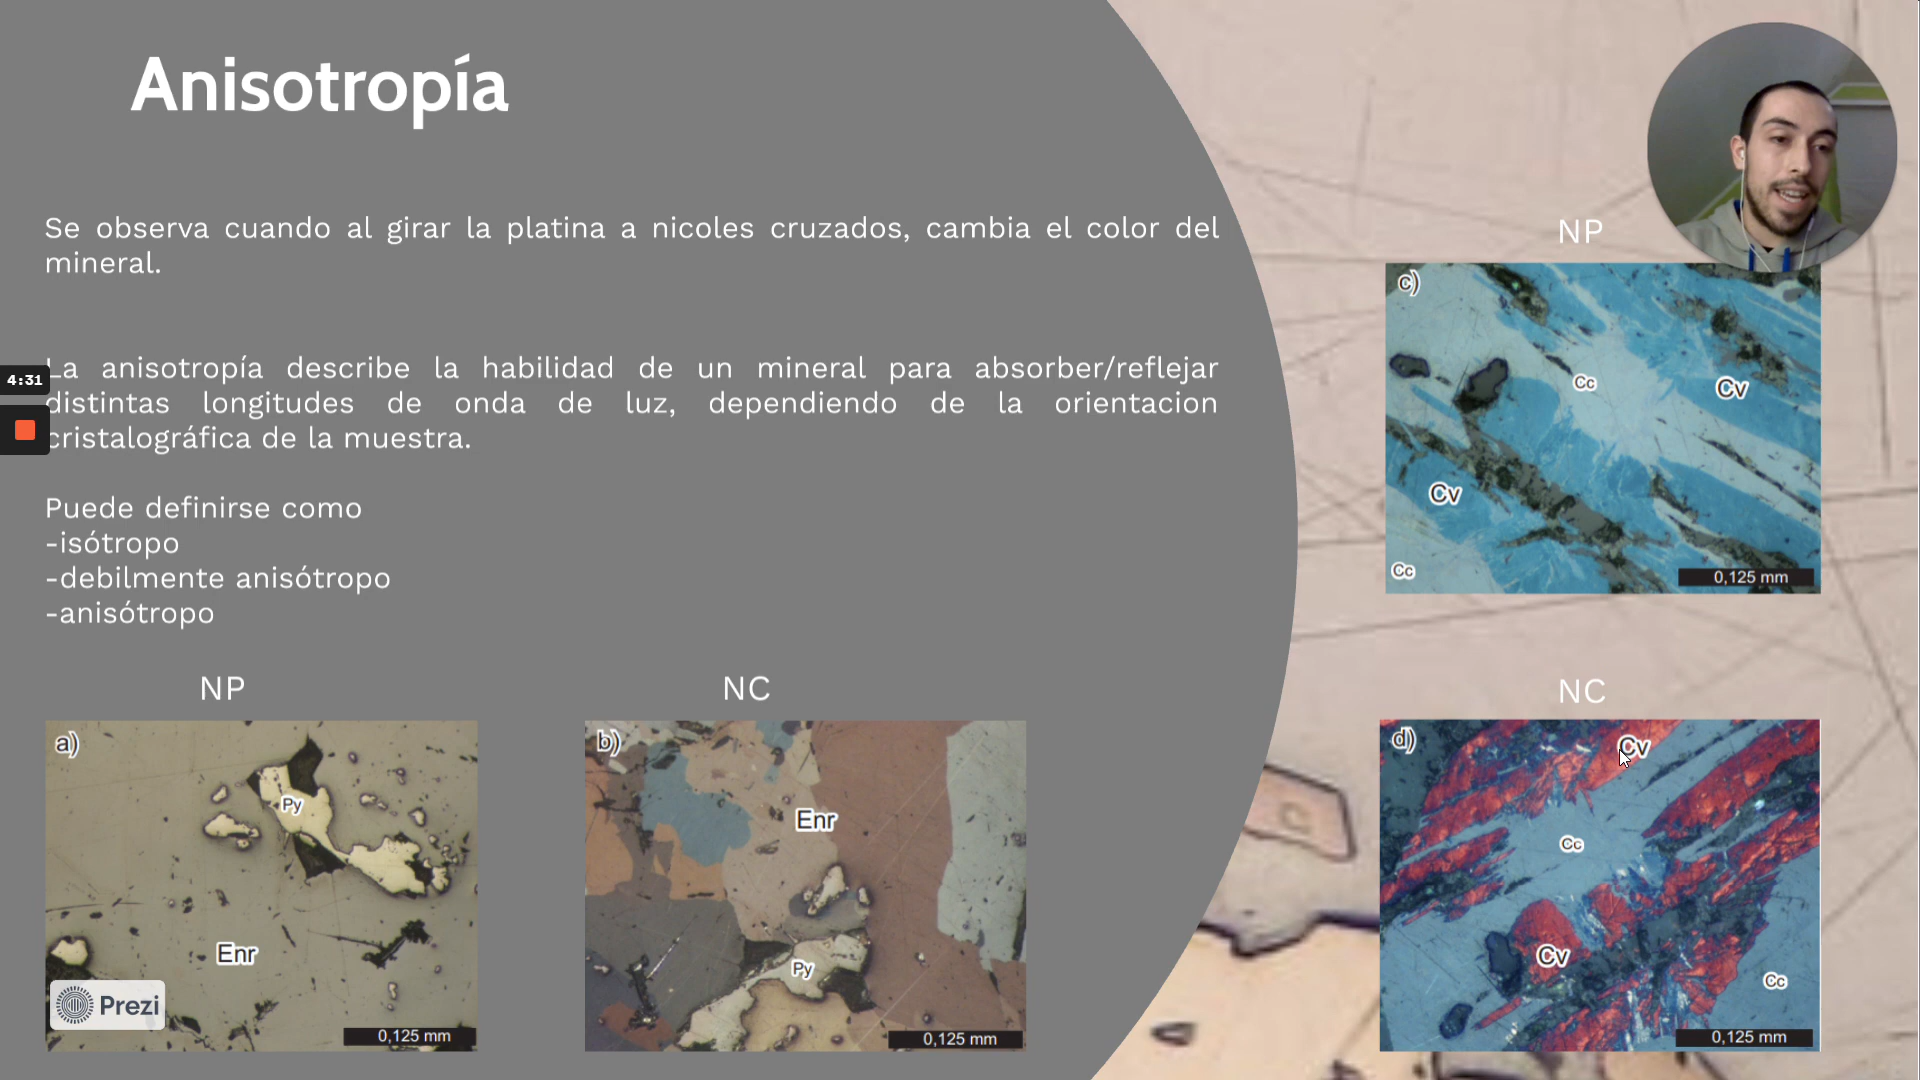 Anisotropía
Se observa cuando al girar la platina a nicoles cruzados, cambia el color del
mineral.
La anisotropía describe la habilidad de un mineral para absorber/reflejar
distintas longitudes de onda de luz, dependiendo de la orientacion
cristalográfica de la muestra.
Puede definirse como
-isótropo
-debilmente anisótropo
-anisótropo
4:31
NP
a)
Py
Enr
Prezi
0,125 mm
NC
b)
Enr
Py
0,125 mm
NP
c)
Cc
Cv
Cv
Cc
0,125 mm
NC
d)
Cv
Cc
Cv
Cc
0,125 mm